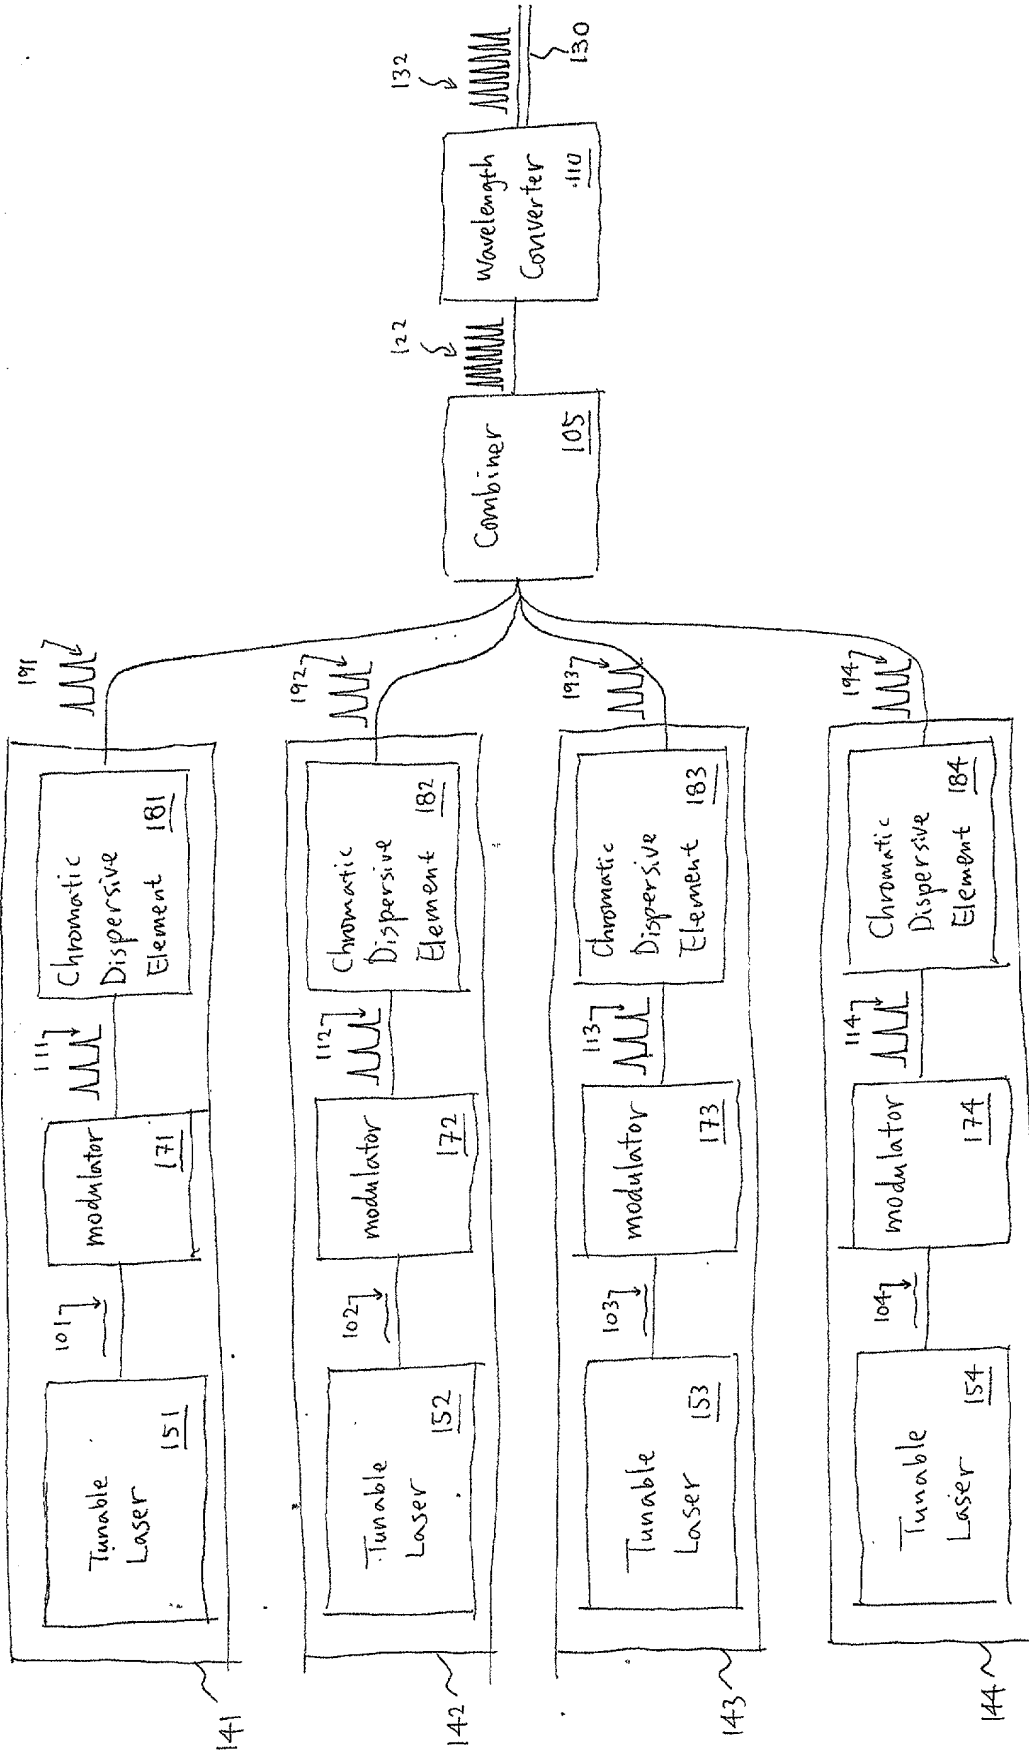 141
Tunable
Laser
151
101
modulator
171
111
Chromatic
Dispersive
Element
181
191
142
Tunable
Laser
152
102
modulator
172
112
Chromatic
Dispersive
Element
182
192
143
Tunable
Laser
153
103
modulator
173
113
Chromatic
Dispersive
Element
183
193
144
Tunable
Laser
154
104
modulator
174
114
Chromatic
Dispersive
Element
184
194
Combiner
105
122
Wavelength
Converter
110
132
130